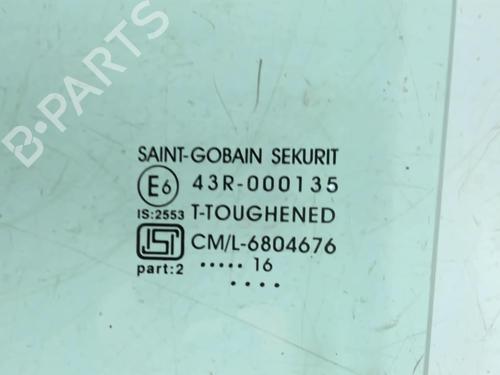 B-PARTS
SAINT-GOBAIN SEKURIT
E6 43R-000135
IS:2553 T-TOUGHENED
ISI CM/L-6804676
part:2 ..... 16
....